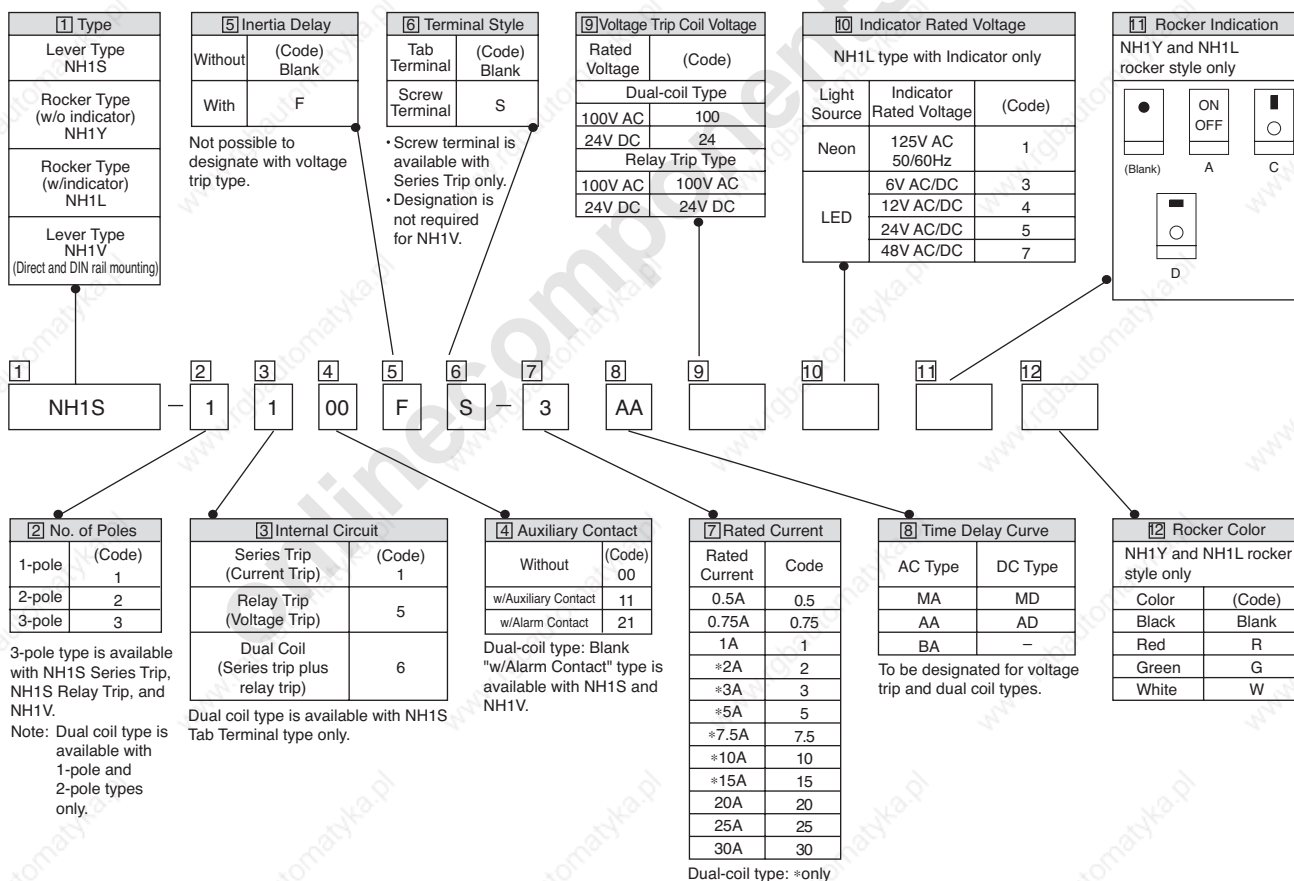 1 Type
Lever Type
NH1S
Rocker Type
(w/o indicator)
NH1Y
Rocker Type
(w/indicator)
NH1L
Lever Type
NH1V
(Direct and DIN rail mounting)
5 Inertia Delay
Without (Code) Blank
With F
Not possible to
designate with voltage
trip type.
6 Terminal Style
Tab Terminal (Code) Blank
Screw Terminal S
・Screw terminal is
available with
Series Trip only.
・Designation is
not required
for NH1V.
9 Voltage Trip Coil Voltage
Rated Voltage (Code)
Dual-coil Type
100V AC 100
24V DC 24
Relay Trip Type
100V AC 100V AC
24V DC 24V DC
10 Indicator Rated Voltage
NH1L type with Indicator only
Light Source Indicator Rated Voltage (Code)
Neon 125V AC 50/60Hz 1
LED 6V AC/DC 3
12V AC/DC 4
24V AC/DC 5
48V AC/DC 7
11 Rocker Indication
NH1Y and NH1L
rocker style only
ON
OFF
(Blank) A C
D
1 2 3 4 5 6 7 8 9 10 11 12
NH1S – 1 1 00 F S – 3 AA
2 No. of Poles
1-pole (Code) 1
2-pole 2
3-pole 3
3-pole type is available
with NH1S Series Trip,
NH1S Relay Trip, and
NH1V.
Note: Dual coil type is
available with
1-pole and
2-pole types
only.
3 Internal Circuit
Series Trip (Current Trip) (Code) 1
Relay Trip (Voltage Trip) 5
Dual Coil (Series trip plus relay trip) 6
Dual coil type is available with NH1S
Tab Terminal type only.
4 Auxiliary Contact
Without (Code) 00
w/Auxiliary Contact 11
w/Alarm Contact 21
Dual-coil type: Blank
"w/Alarm Contact" type is
available with NH1S and
NH1V.
7 Rated Current
Rated Current Code
0.5A 0.5
0.75A 0.75
1A 1
*2A 2
*3A 3
*5A 5
*7.5A 7.5
*10A 10
*15A 15
20A 20
25A 25
30A 30
Dual-coil type: *only
8 Time Delay Curve
AC Type DC Type
MA MD
AA AD
BA –
To be designated for voltage
trip and dual coil types.
12 Rocker Color
NH1Y and NH1L rocker
style only
Color (Code)
Black Blank
Red R
Green G
White W
onlinecomponents
www.rgbautomatyka.pl